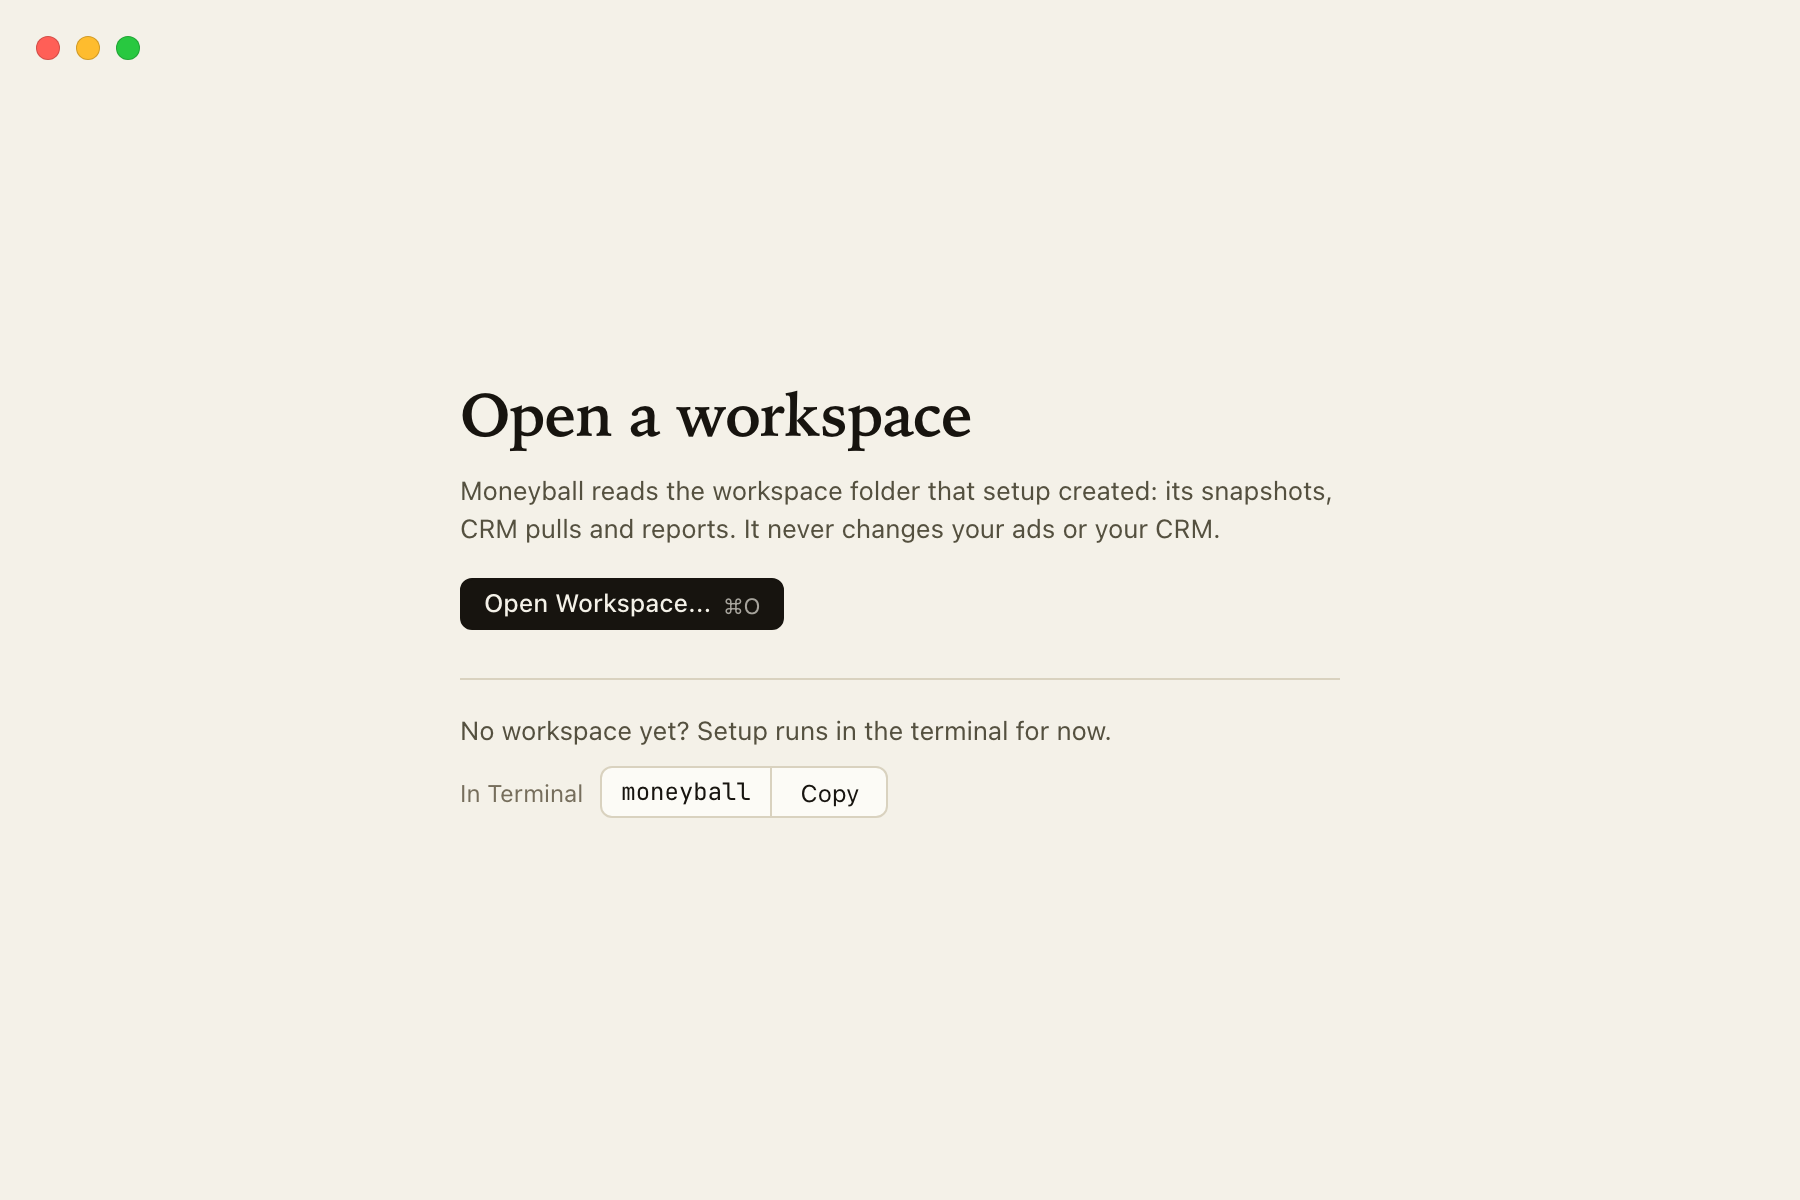 Open a workspace
Moneyball reads the workspace folder that setup created: its snapshots,
CRM pulls and reports. It never changes your ads or your CRM.
Open Workspace... ⌘O
No workspace yet? Setup runs in the terminal for now.
In Terminal moneyball Copy